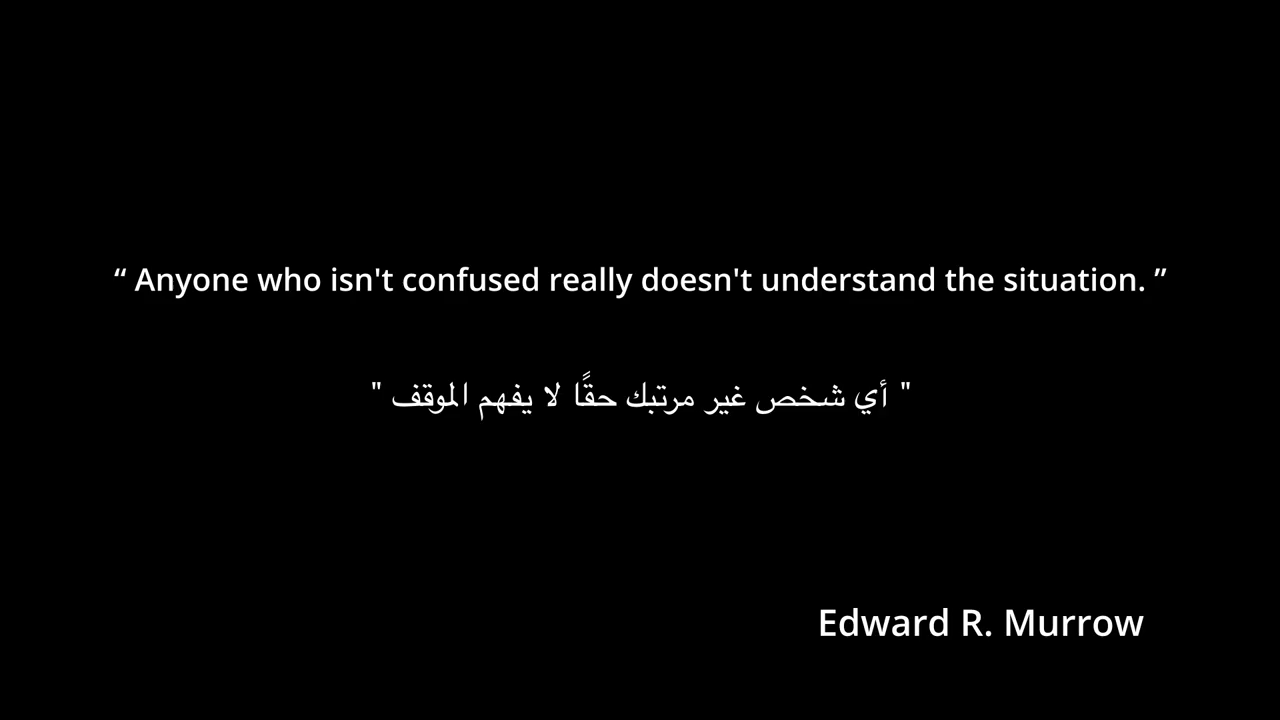 “ Anyone who isn't confused really doesn't understand the situation. ”
" أي شخص غير مرتبك حقًا لا يفهم الموقف "
Edward R. Murrow